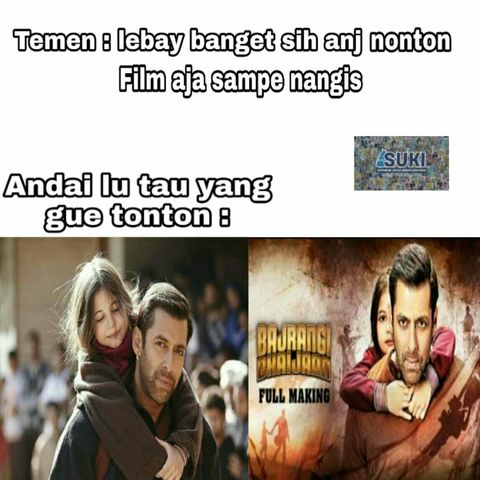 Temen : lebay banget sih anj nonton
Film aja sampe nangis
SUKI
Andai lu tau yang
gue tonton :
BAJRANGI
BHAIJAAN
FULL MAKING